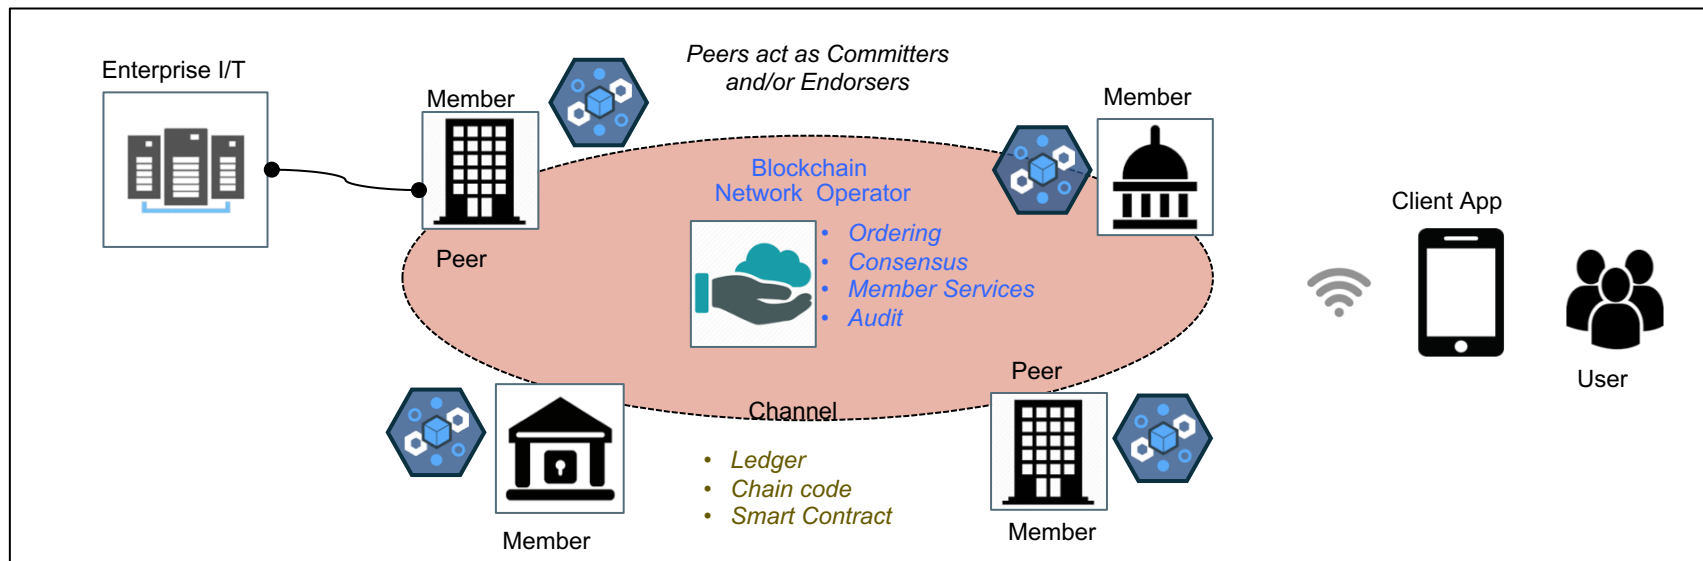 Peers act as Committers
and/or Endorsers
Enterprise I/T
Member
Member
Blockchain
Network Operator
Client App
• Ordering
Peer
• Consensus
• Member Services
• Audit
Peer
User
Channel
• Ledger
• Chain code
• Smart Contract
Member
Member